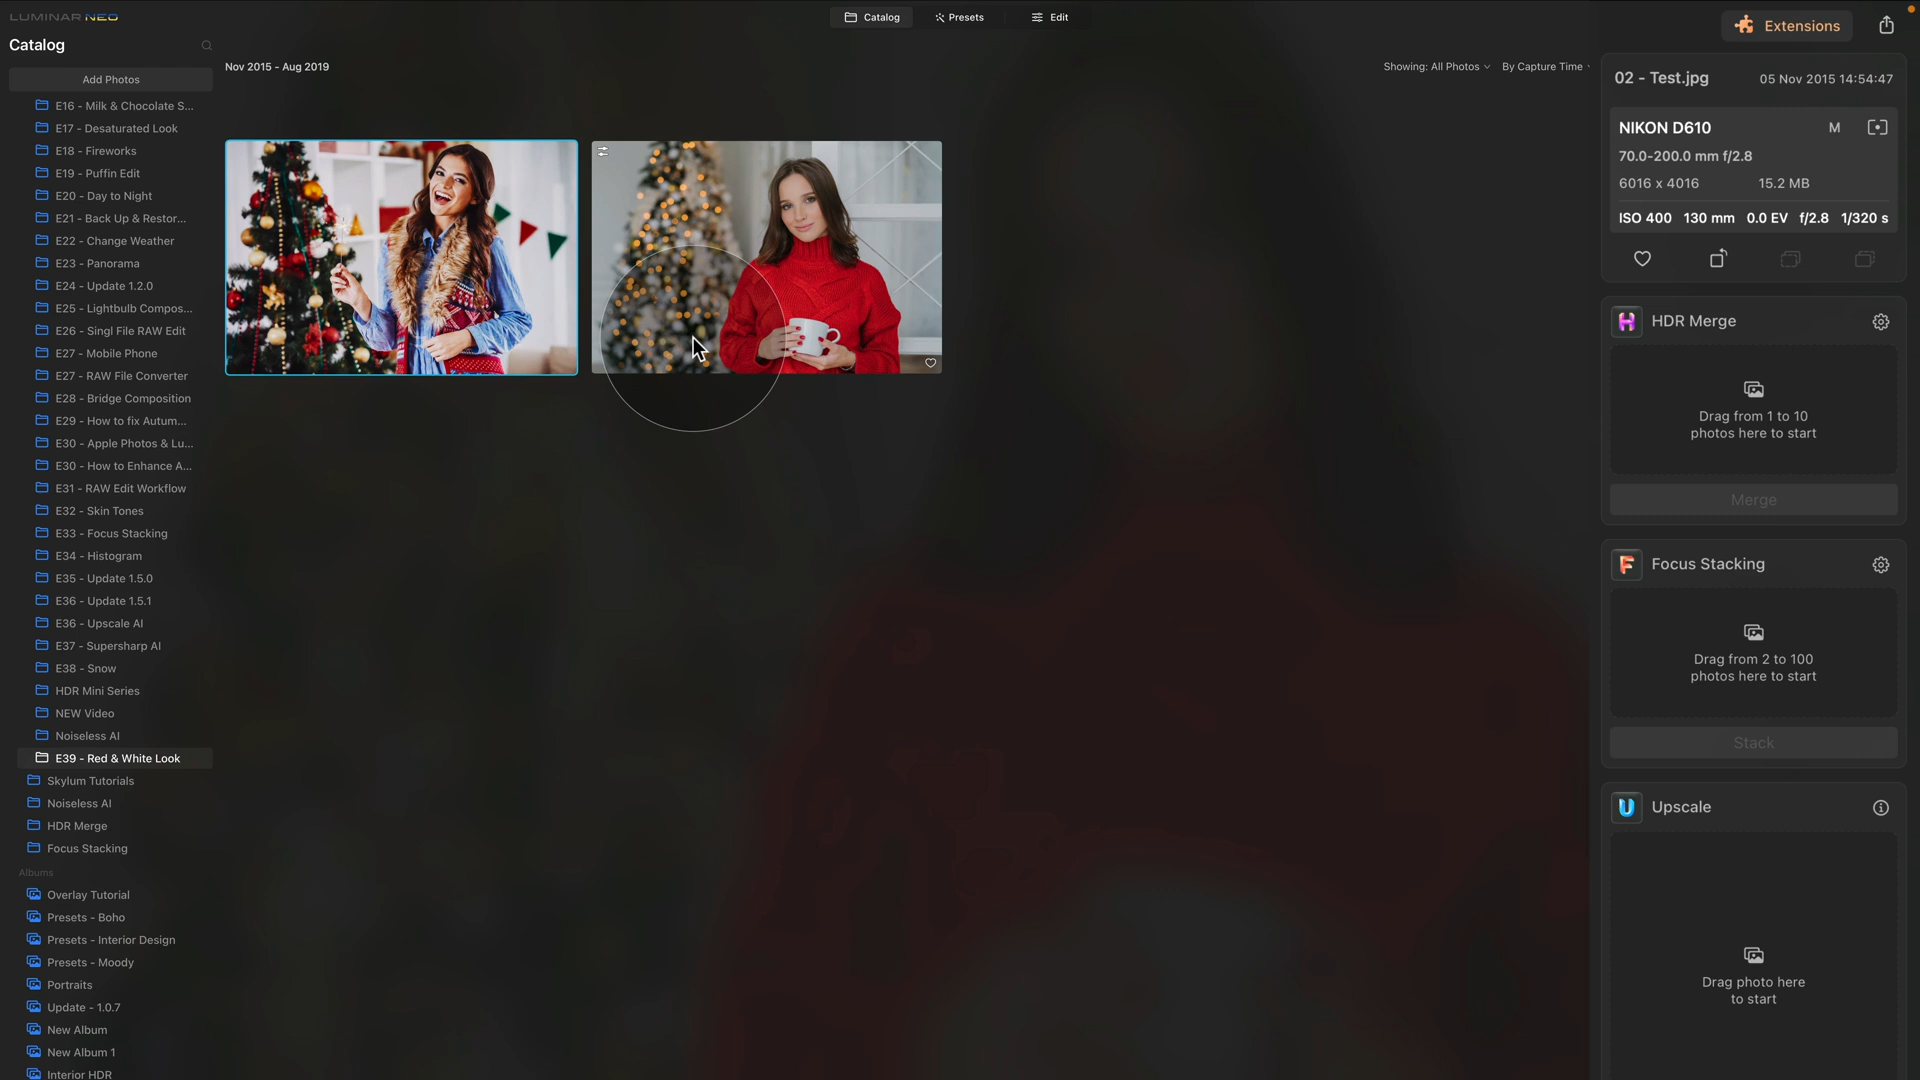 LUMINAR NEO
Catalog
Presets
Edit
Extensions
Catalog
Add Photos
E16 - Milk & Chocolate S...
E17 - Desaturated Look
E18 - Fireworks
E19 - Puffin Edit
E20 - Day to Night
E21 - Back Up & Restor...
E22 - Change Weather
E23 - Panorama
E24 - Update 1.2.0
E25 - Lightbulb Compos...
E26 - Singl File RAW Edit
E27 - Mobile Phone
E27 - RAW File Converter
E28 - Bridge Composition
E29 - How to fix Autum...
E30 - Apple Photos & Lu...
E30 - How to Enhance A...
E31 - RAW Edit Workflow
E32 - Skin Tones
E33 - Focus Stacking
E34 - Histogram
E35 - Update 1.5.0
E36 - Update 1.5.1
E36 - Upscale AI
E37 - Supersharp AI
E38 - Snow
HDR Mini Series
NEW Video
Noiseless AI
E39 - Red & White Look
Skylum Tutorials
Noiseless AI
HDR Merge
Focus Stacking
Albums
Overlay Tutorial
Presets - Boho
Presets - Interior Design
Presets - Moody
Portraits
Update - 1.0.7
New Album
New Album 1
Interior HDR
Nov 2015 - Aug 2019
Showing: All Photos
By Capture Time
02 - Test.jpg 05 Nov 2015 14:54:47
NIKON D610 M
70.0-200.0 mm f/2.8
6016 x 4016 15.2 MB
ISO 400 130 mm 0.0 EV f/2.8 1/320 s
HDR Merge
Drag from 1 to 10
photos here to start
Merge
Focus Stacking
Drag from 2 to 100
photos here to start
Stack
Upscale
Drag photo here
to start